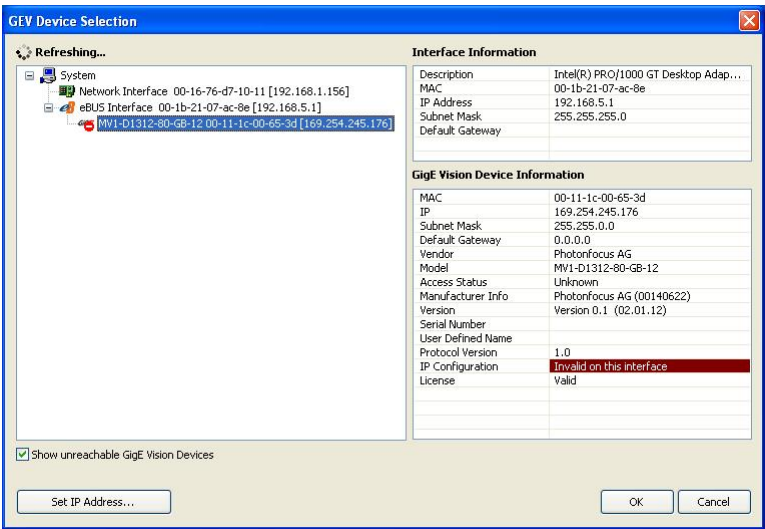 GEV Device Selection
Refreshing...
System
Network Interface 00-16-76-d7-10-11 [192.168.1.156]
eBUS Interface 00-1b-21-07-ac-8e [192.168.5.1]
MV1-D1312-80-GB-12 00-11-1c-00-65-3d [169.254.245.176]
Show unreachable GigE Vision Devices
Set IP Address...
Interface Information
Description Intel(R) PRO/1000 GT Desktop Adap...
MAC 00-1b-21-07-ac-8e
IP Address 192.168.5.1
Subnet Mask 255.255.255.0
Default Gateway
GigE Vision Device Information
MAC 00-11-1c-00-65-3d
IP 169.254.245.176
Subnet Mask 255.255.0.0
Default Gateway 0.0.0.0
Vendor Photonfocus AG
Model MV1-D1312-80-GB-12
Access Status Unknown
Manufacturer Info Photonfocus AG (00140622)
Version Version 0.1 (02.01.12)
Serial Number
User Defined Name
Protocol Version 1.0
IP Configuration Invalid on this interface
License Valid
OK Cancel